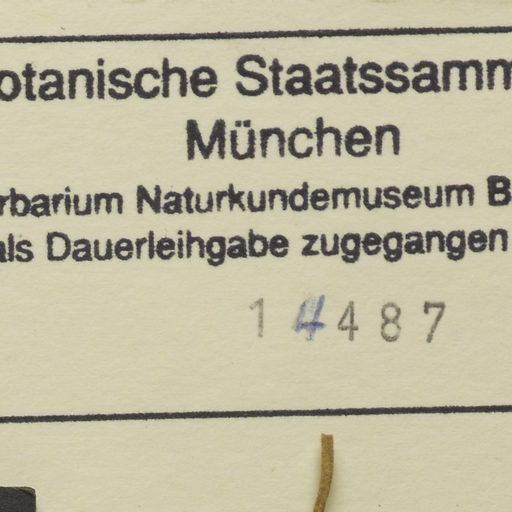 otanische Staatssamm
München
rbarium Naturkundemuseum B
als Dauerleihgabe zugegangen
14487